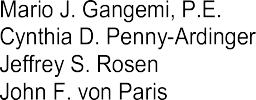 Mario J. Gangemi, P.E.
Cynthia D. Penny-Ardinger
Jeffrey S. Rosen
John F. von Paris